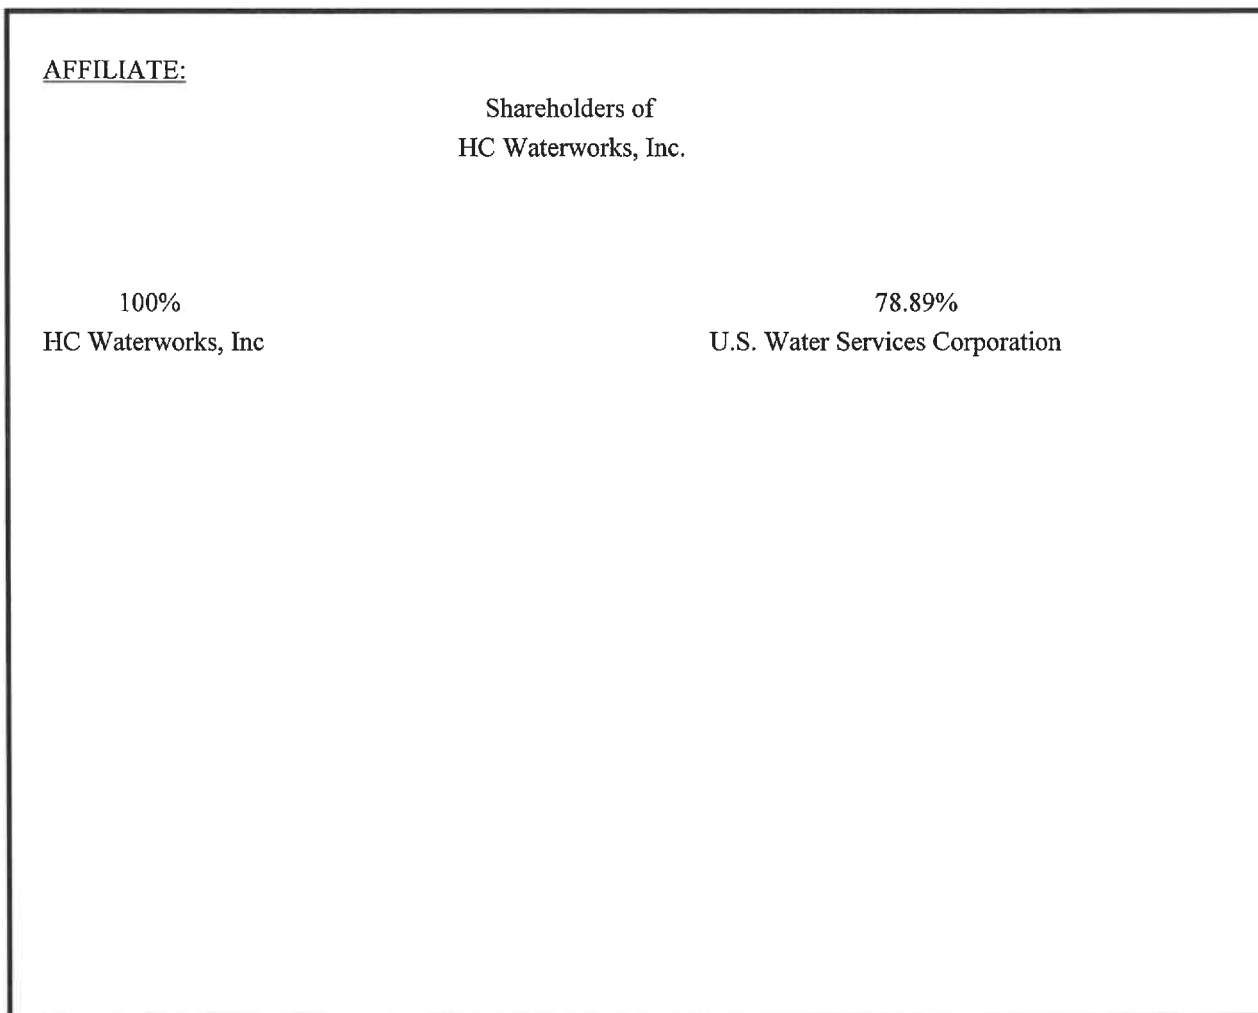 AFFILIATE:
Shareholders of
HC Waterworks, Inc.
100%
78.89%
HC Waterworks, Inc
U.S. Water Services Corporation